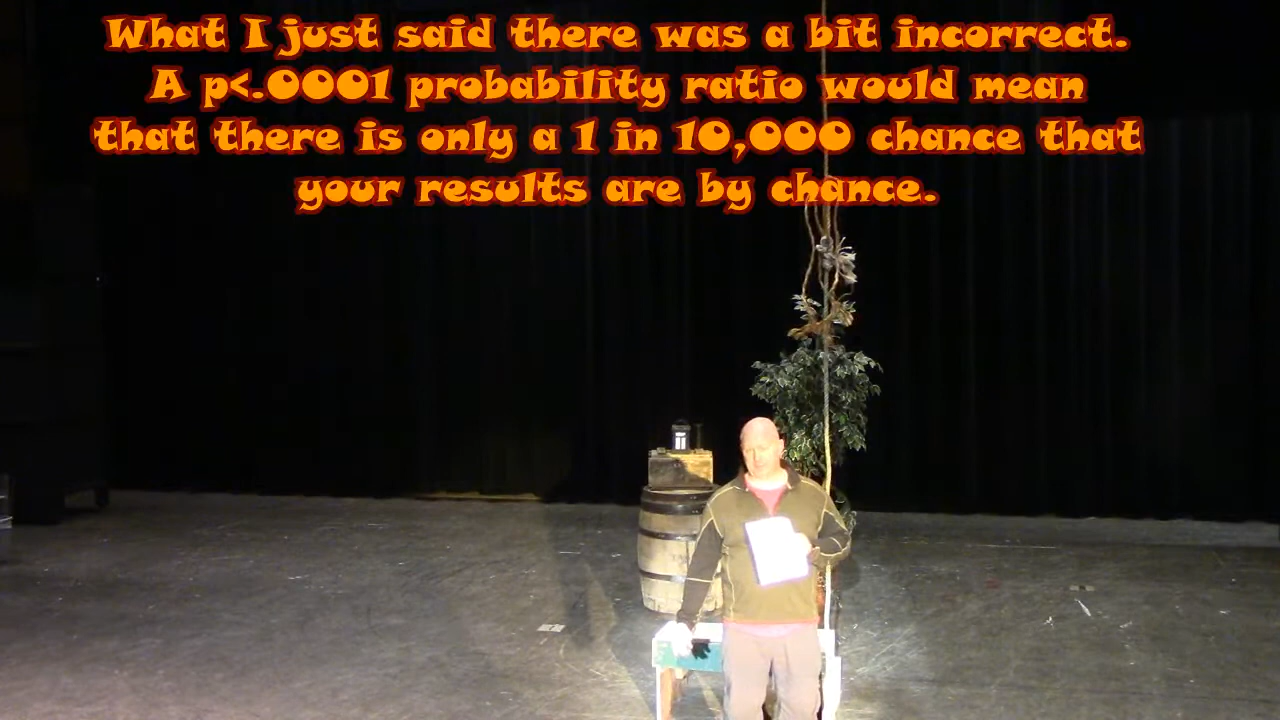 What I just said there was a bit incorrect.
A p<.0001 probability ratio would mean
that there is only a 1 in 10,000 chance that
your results are by chance.